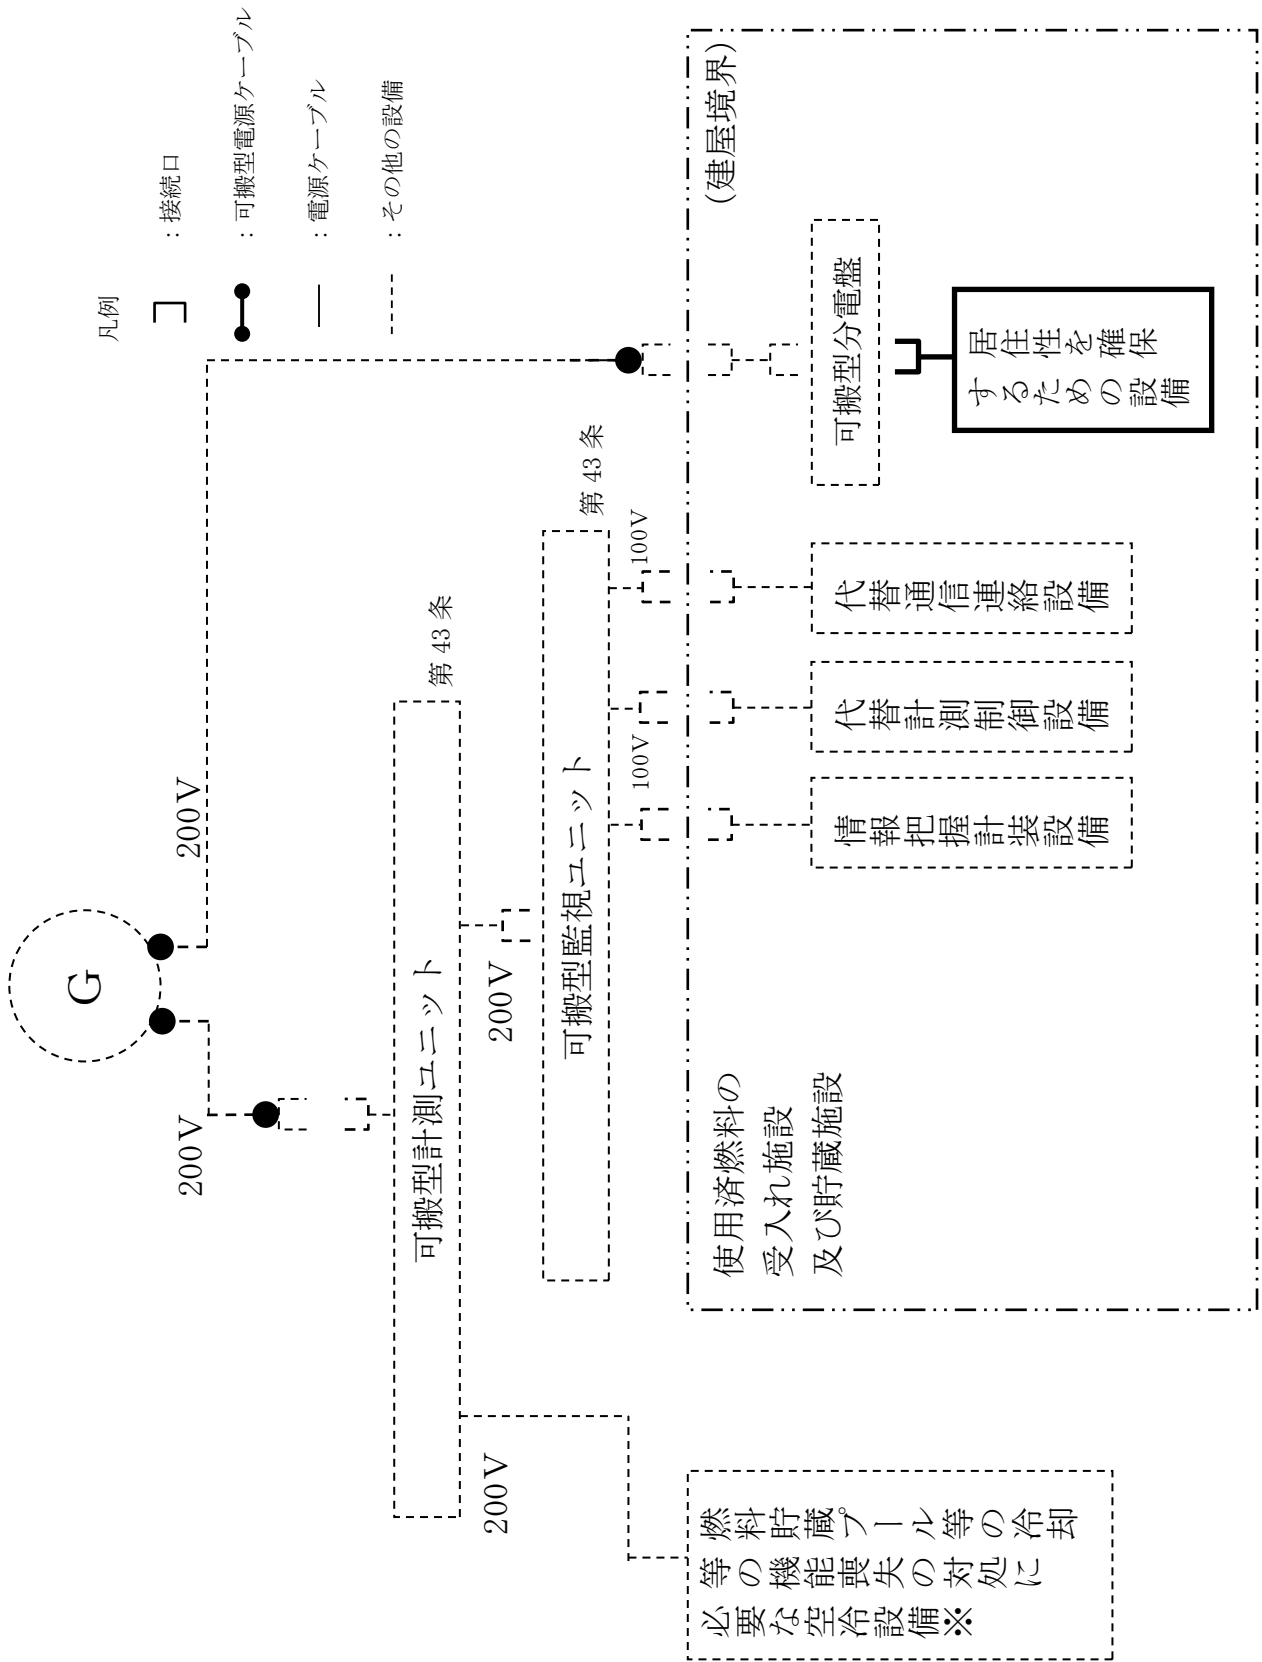 凡例
：接続口
：可搬型電源ケーブル
：電源ケーブル
：その他の設備
G
200V
200V
可搬型計測ユニット
第 43 条
200V
200V
可搬型監視ユニット
第 43 条
100V
100V
(建屋境界)
使用済燃料の
受入れ施設
及び貯蔵施設
燃料貯蔵プール等の冷却
等の機能喪失の対処に
必要な空冷設備※
情報把握計装設備
代替計測制御設備
代替通信連絡設備
可搬型分電盤
居住性を確保
するための設備